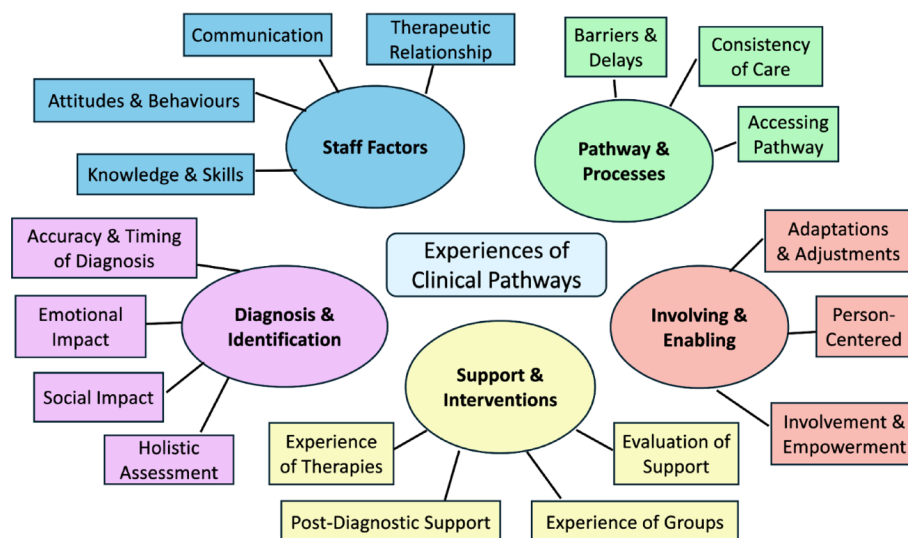 Communication
Therapeutic
Relationship
Attitudes & Behaviours
Knowledge & Skills
Staff Factors
Barriers &
Delays
Consistency
of Care
Accessing
Pathway
Pathway &
Processes
Experiences of
Clinical Pathways
Accuracy & Timing
of Diagnosis
Emotional
Impact
Social Impact
Holistic
Assessment
Diagnosis &
Identification
Adaptations
& Adjustments
Person-
Centered
Involvement &
Empowerment
Involving &
Enabling
Support &
Interventions
Experience
of Therapies
Evaluation of
Support
Post-Diagnostic Support
Experience of Groups